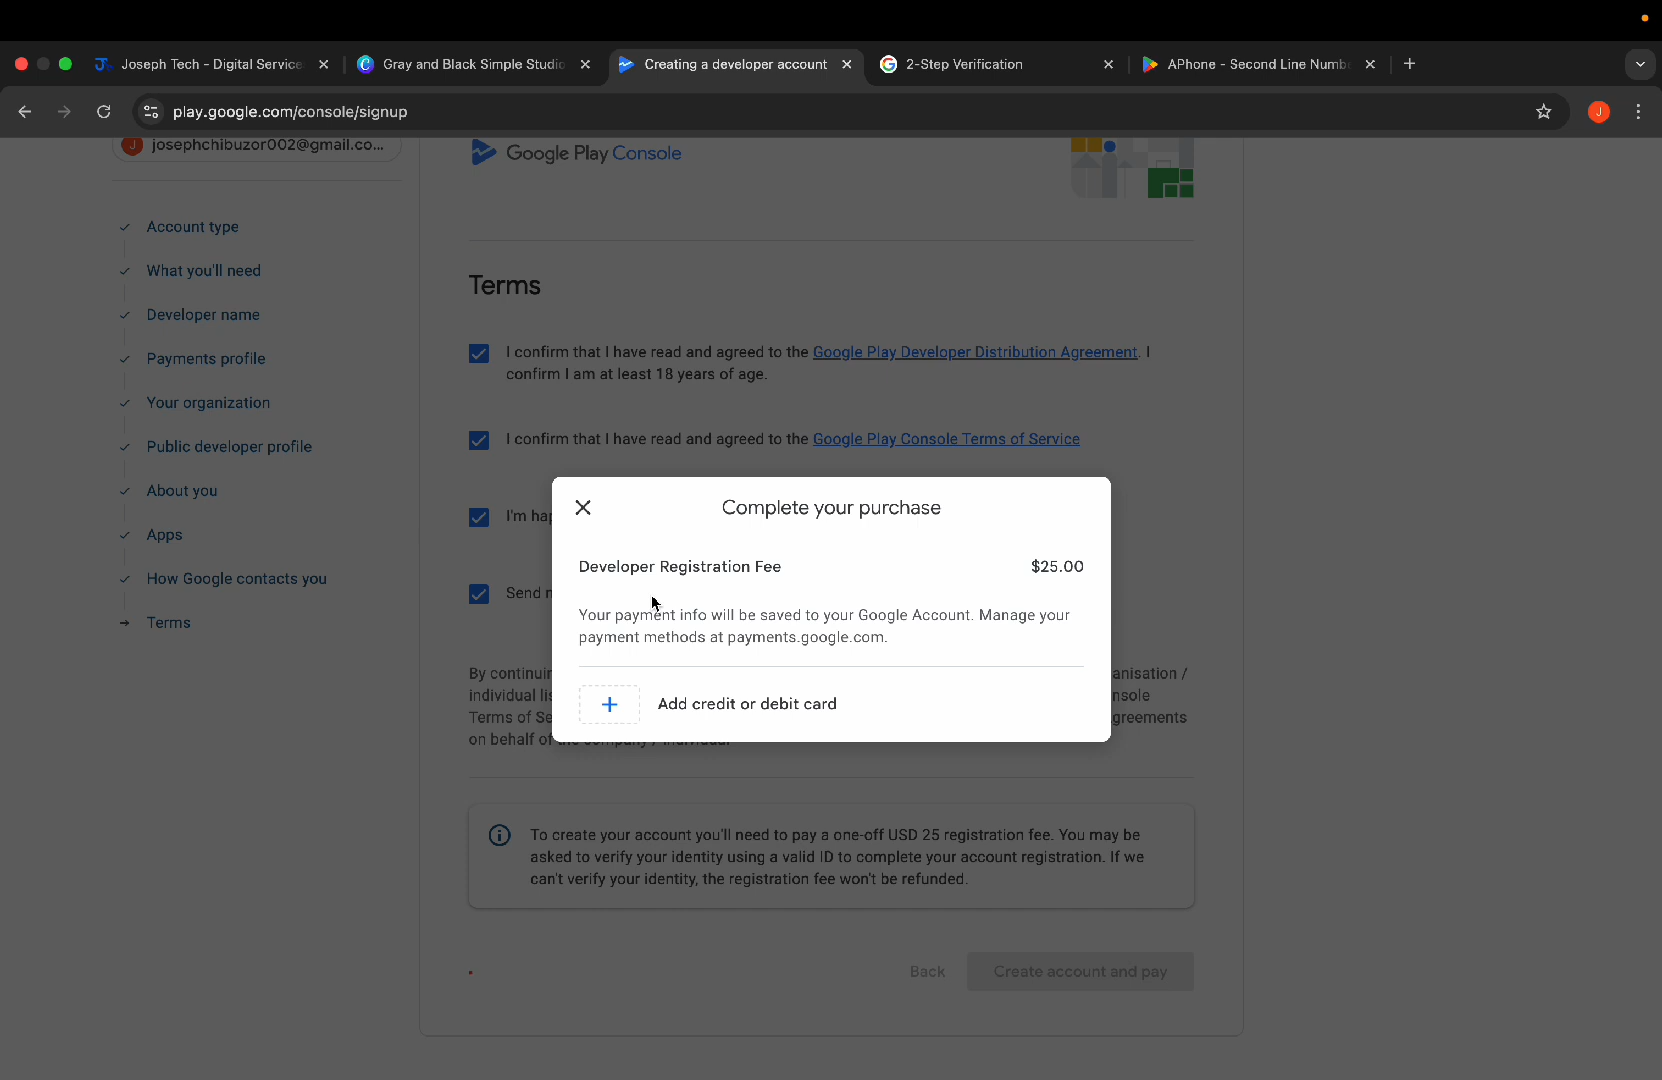 Joseph Tech - Digital Service
Gray and Black Simple Studio
Creating a developer account
2-Step Verification
APhone - Second Line Numb
play.google.com/console/signup
J
J
josephchibuzor002@gmail.co...
Google Play Console
Account type
What you'll need
Developer name
Payments profile
Your organization
Public developer profile
About you
Apps
How Google contacts you
Terms
Terms
I confirm that I have read and agreed to the Google Play Developer Distribution Agreement. I
confirm I am at least 18 years of age.
I confirm that I have read and agreed to the Google Play Console Terms of Service
I'm hap
Send
Complete your purchase
Developer Registration Fee $25.00
Your payment info will be saved to your Google Account. Manage your
payment methods at payments.google.com.
Add credit or debit card
By continuin anisation /
individual lis nsole
Terms of Se greements
on behalf of
To create your account you'll need to pay a one-off USD 25 registration fee. You may be
asked to verify your identity using a valid ID to complete your account registration. If we
can't verify your identity, the registration fee won't be refunded.
Back
Create account and pay